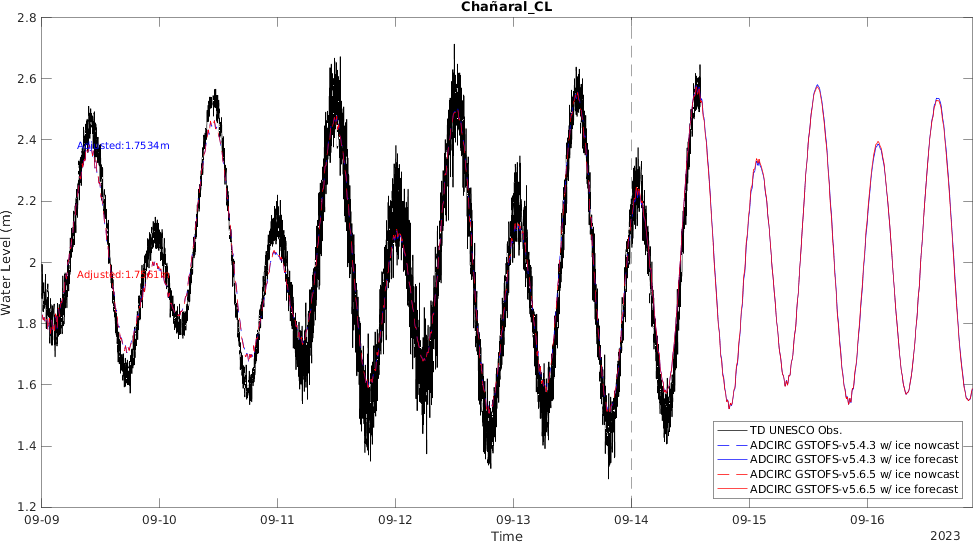 Chañaral_CL
2.8
2.6
2.4
2.2
2
1.8
1.6
1.4
1.2
Water Level (m)
Adjusted:1.7534m
TD UNESCO Obs.
ADCIRC GSTOFS-v5.4.3 w/ ice nowcast
ADCIRC GSTOFS-v5.4.3 w/ ice forecast
ADCIRC GSTOFS-v5.6.5 w/ ice nowcast
ADCIRC GSTOFS-v5.6.5 w/ ice forecast
09-09
09-10
09-11
09-12
09-13
09-14
09-15
09-16
Time
2023